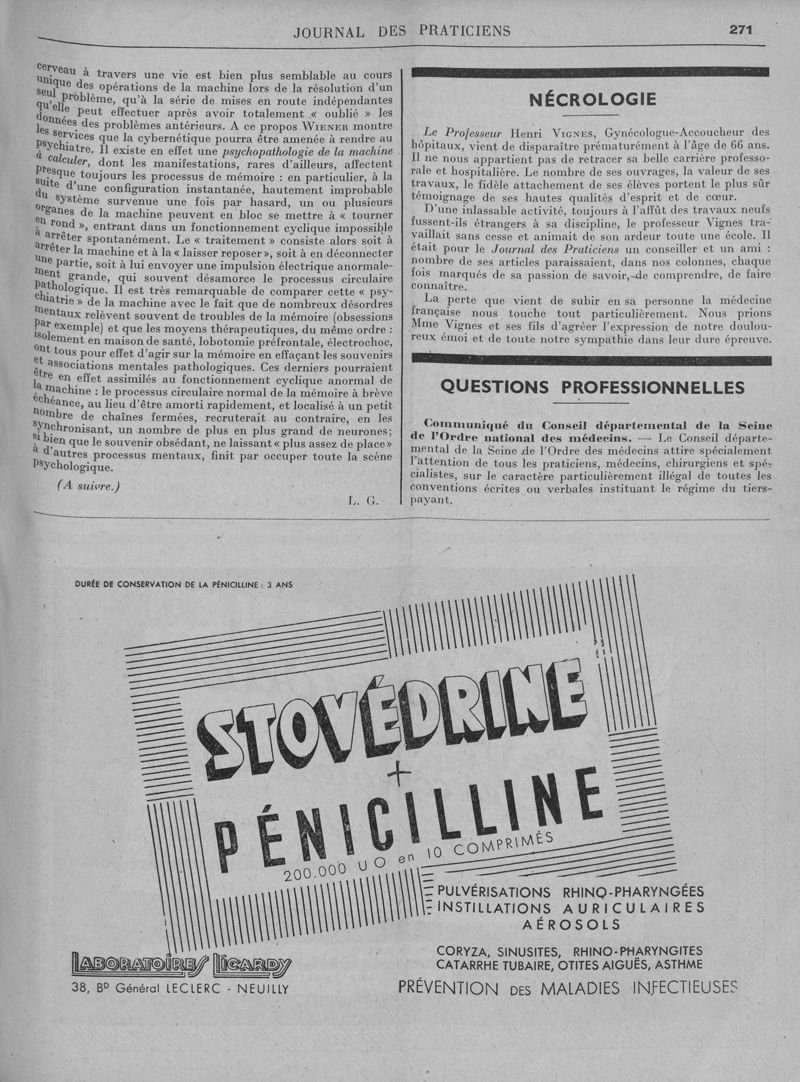 JOURNAL DES PRATICIENS
271
cerveau à travers une vie est bien plus semblable au cours
unique des opérations de la machine lors de la résolution d'un
seul problème, qu'à la série de mises en route indépendantes
qu'elle peut effectuer après avoir totalement « oublié » les
données des problèmes antérieurs. A ce propos WIENER montre
les services que la cybernétique pourra être amenée à rendre au
psychiatre. Il existe en effet une psychopathologie de la machine
à calculer, dont les manifestations, rares d'ailleurs, affectent
presque toujours les processus de mémoire : en particulier, à la
suite d'une configuration instantanée, hautement improbable
du système survenue une fois par hasard, un ou plusieurs
organes de la machine peuvent en bloc se mettre à « tourner
en rond », entrant dans un fonctionnement cyclique impossible
à arrêter spontanément. Le « traitement » consiste alors soit à
arrêter la machine et à la « laisser reposer », soit à en déconnecter
une partie, soit à lui envoyer une impulsion électrique anormale-
ment grande, qui souvent désamorce le processus circulaire
pathologique. Il est très remarquable de comparer cette « psy-
chiatrie » de la machine avec le fait que de nombreux désordres
mentaux relèvent souvent de troubles de la mémoire (obsessions
par exemple) et que les moyens thérapeutiques, du même ordre :
isolement en maison de santé, lobotomie préfrontale, électrochoc,
ont tous pour effet d'agir sur la mémoire en effaçant les souvenirs
et associations mentales pathologiques. Ces derniers pourraient
être en effet assimilés au fonctionnement cyclique anormal de
la machine : le processus circulaire normal de la mémoire à brève
échéance, au lieu d'être amorti rapidement, et localisé à un petit
nombre de chaînes fermées, recruterait au contraire, en les
synchronisant, un nombre de plus en plus grand de neurones;
si bien que le souvenir obsédant, ne laissant « plus assez de place »
à d'autres processus mentaux, finit par occuper toute la scène
psychologique.
(A suivre.)
L. G.
NÉCROLOGIE
Le Professeur Henri VIGNES, Gynécologue-Accoucheur des
hôpitaux, vient de disparaître prématurément à l'âge de 66 ans.
Il ne nous appartient pas de retracer sa belle carrière professo-
rale et hospitalière. Le nombre de ses ouvrages, la valeur de ses
travaux, le fidèle attachement de ses élèves portent le plus sûr
témoignage de ses hautes qualités d'esprit et de cœur.
D'une inlassable activité, toujours à l'affût des travaux neufs
fussent-ils étrangers à sa discipline, le professeur Vignes tra-
vaillait sans cesse et animait de son ardeur toute une école. Il
était pour le Journal des Praticiens un conseiller et un ami :
nombre de ses articles paraissaient, dans nos colonnes, chaque
fois marqués de sa passion de savoir, de comprendre, de faire
connaître.
La perte que vient de subir en sa personne la médecine
française nous touche tout particulièrement. Nous prions
Mme Vignes et ses fils d'agréer l'expression de notre doulou-
reux émoi et de toute notre sympathie dans leur dure épreuve.
QUESTIONS PROFESSIONNELLES
Communiqué du Conseil départemental de la Seine
de l'Ordre national des médecins. — Le Conseil départe-
mental de la Seine de l'Ordre des médecins attire spécialement
l'attention de tous les praticiens, médecins, chirurgiens et spé-
cialistes, sur le caractère particulièrement illégal de toutes les
conventions écrites ou verbales instituant le régime du tiers-
payant.
DURÉE DE CONSERVATION DE LA PÉNICILLINE : 3 ANS
STOVÉDRINE
+
PÉNICILLINE
200.000 U O en 10 COMPRIMÉS
PULVÉRISATIONS RHINO-PHARYNGÉES
INSTILLATIONS AURICULAIRES
AÉROSOLS
CORYZA, SINUSITES, RHINO-PHARYNGITES
CATARRHE TUBAIRE, OTITES AIGUËS, ASTHME
PRÉVENTION DES MALADIES INFECTIEUSES
LABORATOIRES LICARDY
38, BD Général LECLERC - NEUILLY